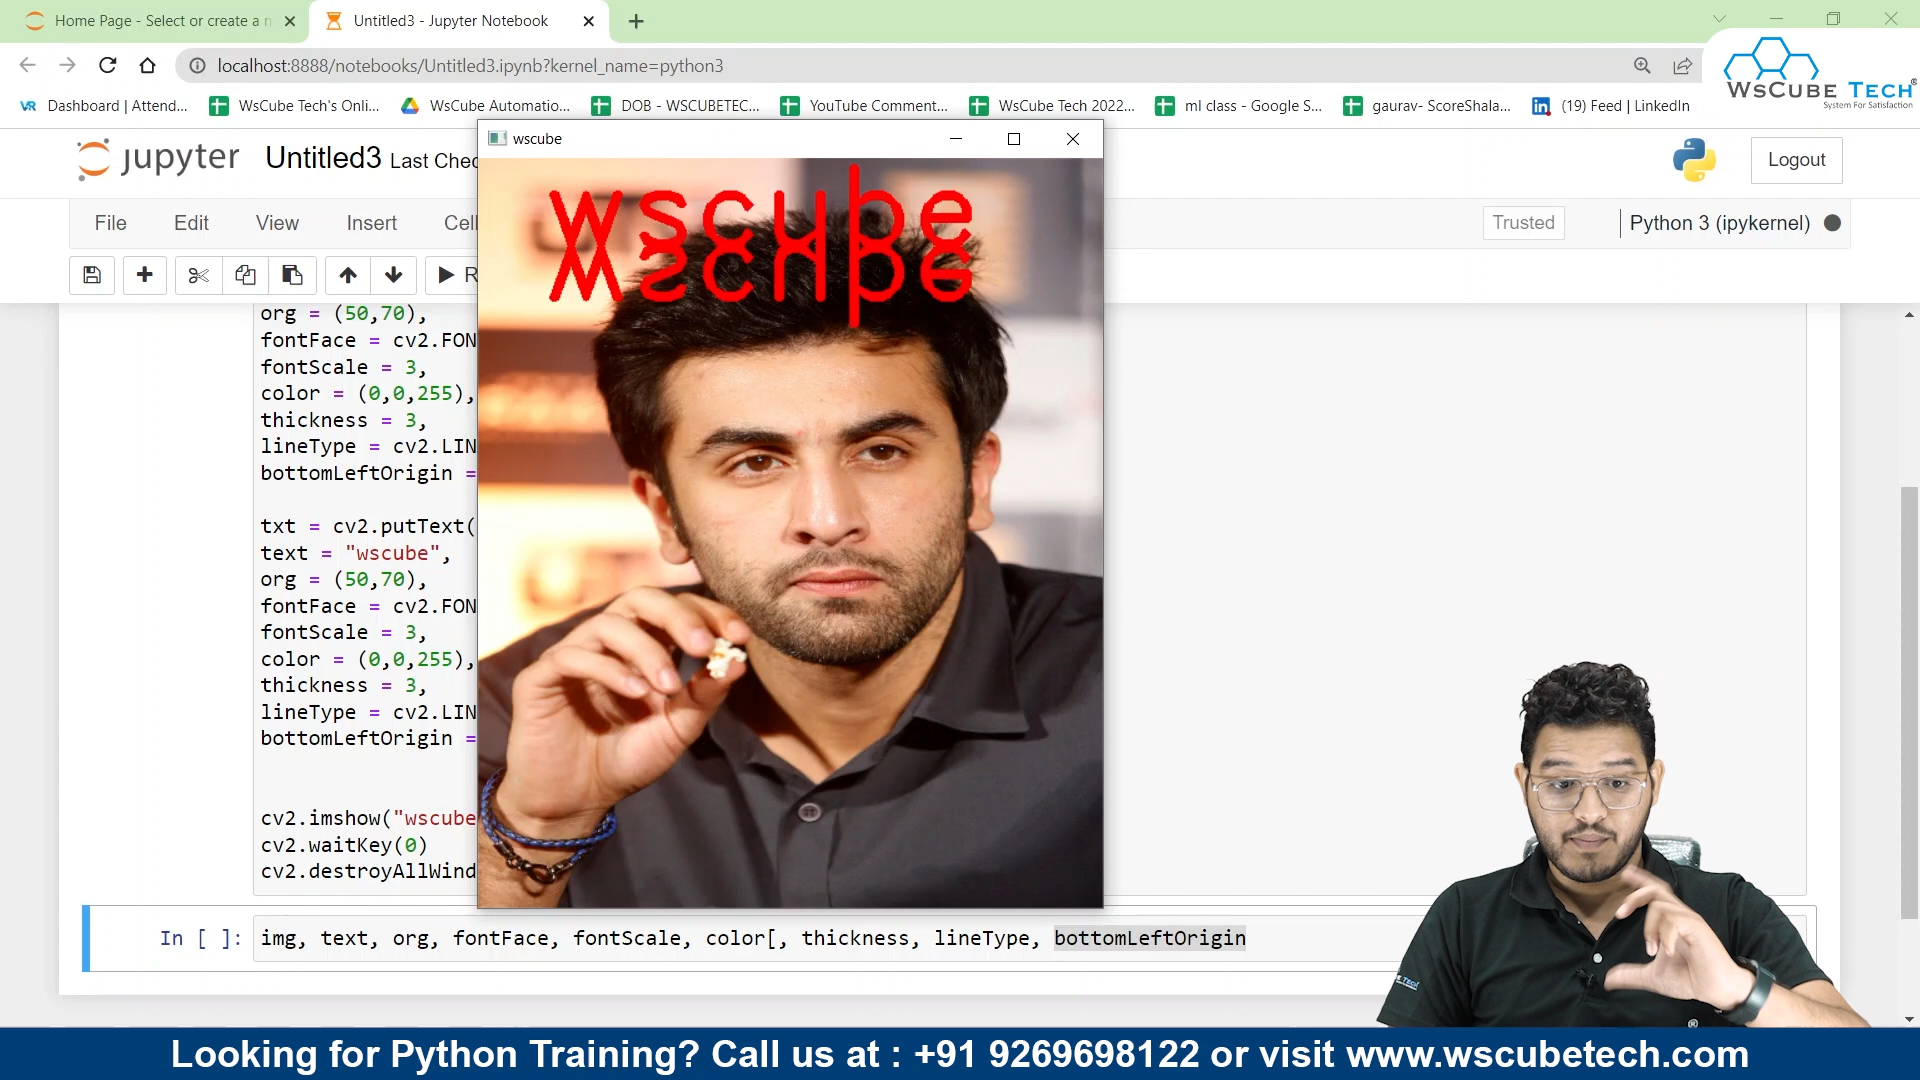 Home Page - Select or create a n
Untitled3 - Jupyter Notebook
localhost:8888/notebooks/Untitled3.ipynb?kernel_name=python3
WSCUBE TECH
System For Satisfaction
VR Dashboard | Attend... WsCube Tech's Onli... WsCube Automatio... DOB - WSCUBETEC... YouTube Comment... WsCube Tech 2022... ml class - Google S... gaurav- ScoreShala... in (19) Feed | LinkedIn
wscube
jupyter Untitled3 Last Chec
Logout
File Edit View Insert Cel
Trusted
Python 3 (ipykernel)
R
wscube
wscube
org = (50,70),
fontFace = cv2.FON
fontScale = 3,
color = (0,0,255),
thickness = 3,
lineType = cv2.LIN
bottomLeftOrigin =
txt = cv2.putText(
text = "wscube",
org = (50,70),
fontFace = cv2.FON
fontScale = 3,
color = (0,0,255),
thickness = 3,
lineType = cv2.LIN
bottomLeftOrigin =
cv2.imshow("wscube
cv2.waitKey(0)
cv2.destroyAllWind
In [ ]: img, text, org, fontFace, fontScale, color[, thickness, lineType, bottomLeftOrigin
Looking for Python Training? Call us at : +91 9269698122 or visit www.wscubetech.com